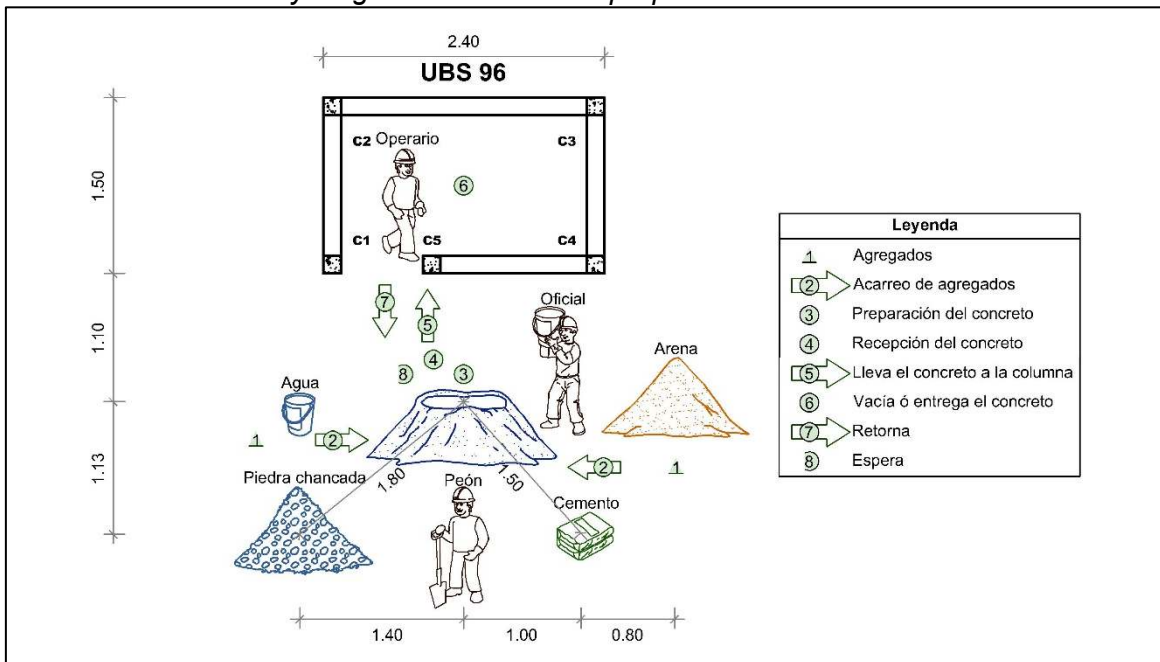 2.40
UBS 96
C2 Operario
C3
6
1.50
C1
C5
C4
7
5
Oficial
1.10
4
8
3
Arena
Agua
1
2
2
1
1.13
Piedra chancada
1.80
Peón
1.50
Cemento
1.40
1.00
0.80
Leyenda
1 Agregados
2 Acarreo de agregados
3 Preparación del concreto
4 Recepción del concreto
5 Lleva el concreto a la columna
6 Vacía ó entrega el concreto
7 Retorna
8 Espera